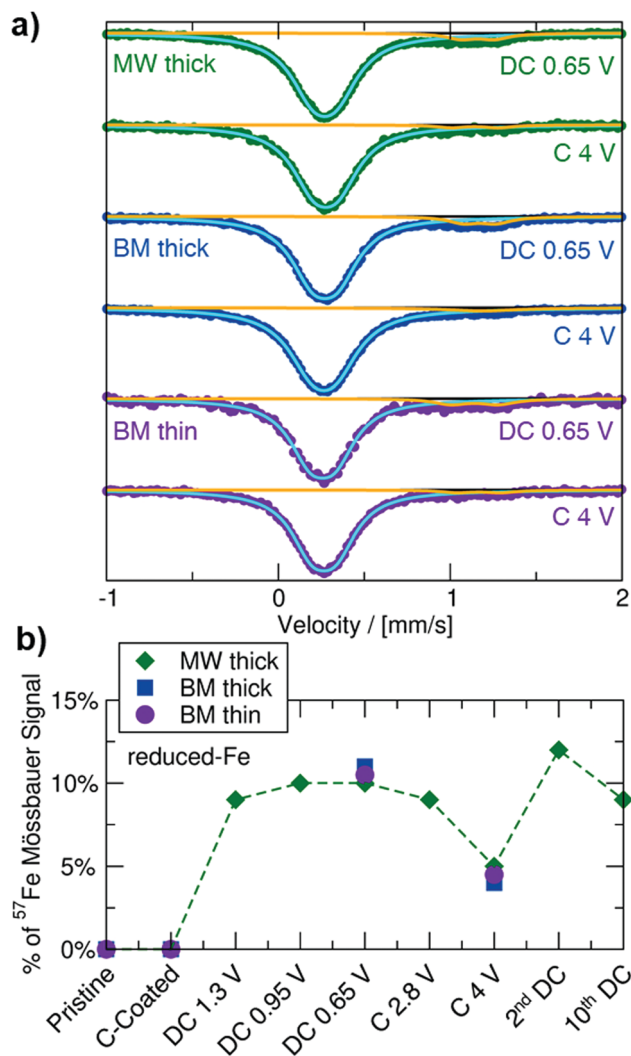 a)
MW thick DC 0.65 V
C 4 V
BM thick DC 0.65 V
C 4 V
BM thin DC 0.65 V
C 4 V
-1 0 1 2
Velocity / [mm/s]
b)
MW thick
BM thick
BM thin
reduced-Fe
% of ⁵⁷Fe Mössbauer Signal
15%
10%
5%
0%
Pristine
C-Coated
DC 1.3 V
DC 0.95 V
DC 0.65 V
C 2.8 V
C 4 V
2ⁿᵈ DC
10ᵗʰ DC